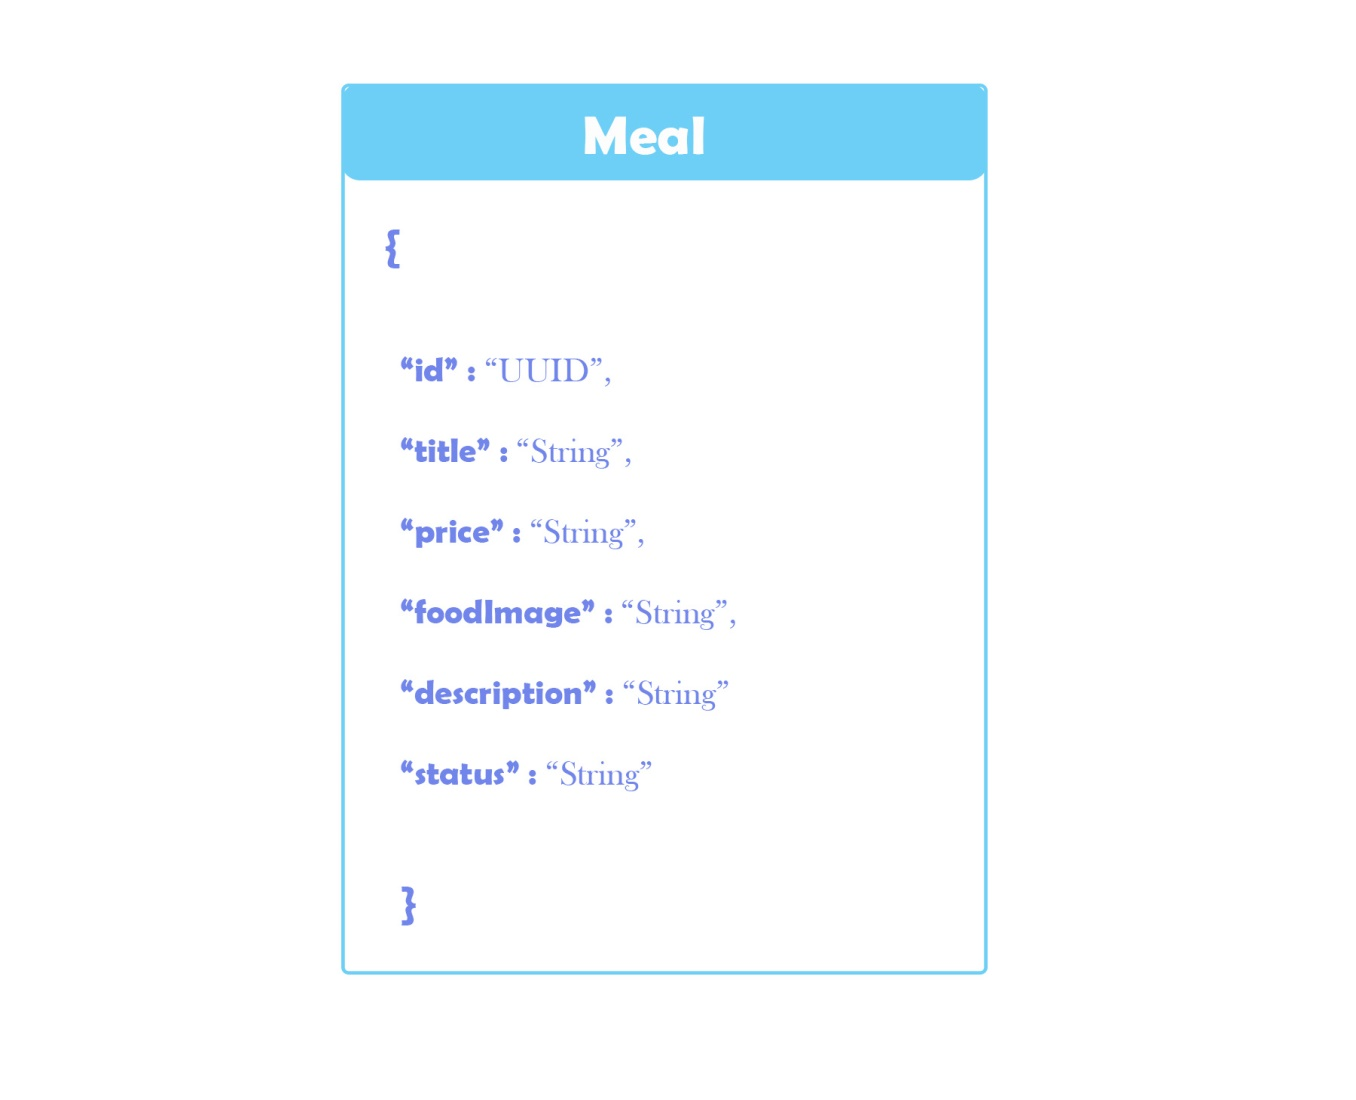 Meal
{
“id” : “UUID”,
“title” : “String”,
“price” : “String”,
“foodImage” : “String”,
“description” : “String”
“status” : “String”
}